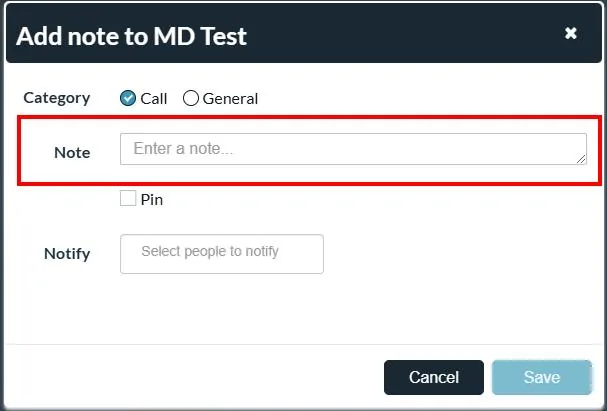 Add note to MD Test
Category Call General
Note Enter a note...
Pin
Notify Select people to notify
Cancel Save